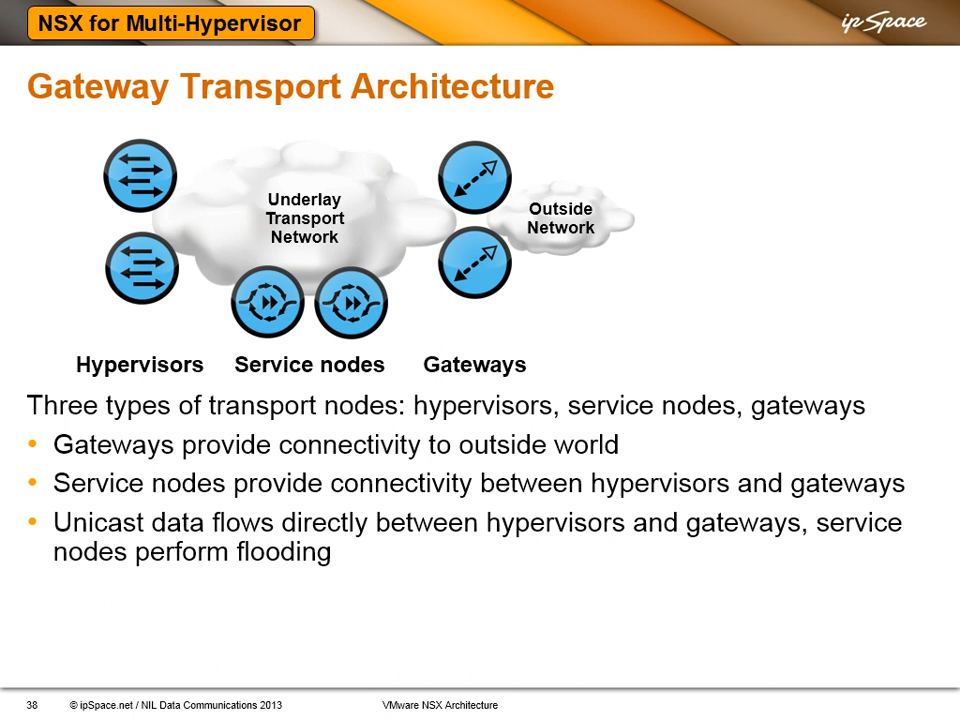 NSX for Multi-Hypervisor
ipSpace
Gateway Transport Architecture
Underlay
Transport
Network
Outside
Network
Hypervisors
Service nodes
Gateways
Three types of transport nodes: hypervisors, service nodes, gateways
• Gateways provide connectivity to outside world
• Service nodes provide connectivity between hypervisors and gateways
• Unicast data flows directly between hypervisors and gateways, service
nodes perform flooding
38
© ipSpace.net / NIL Data Communications 2013
VMware NSX Architecture